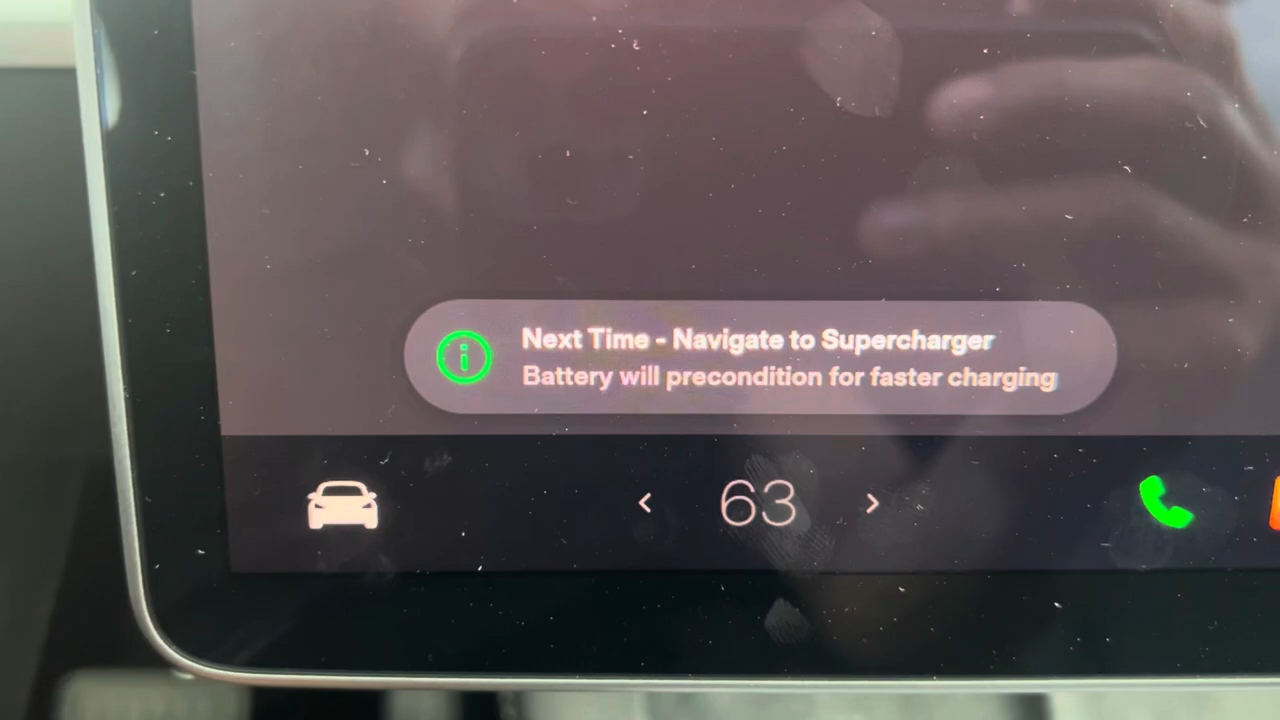 Next Time - Navigate to Supercharger
Battery will precondition for faster charging
< 63 >